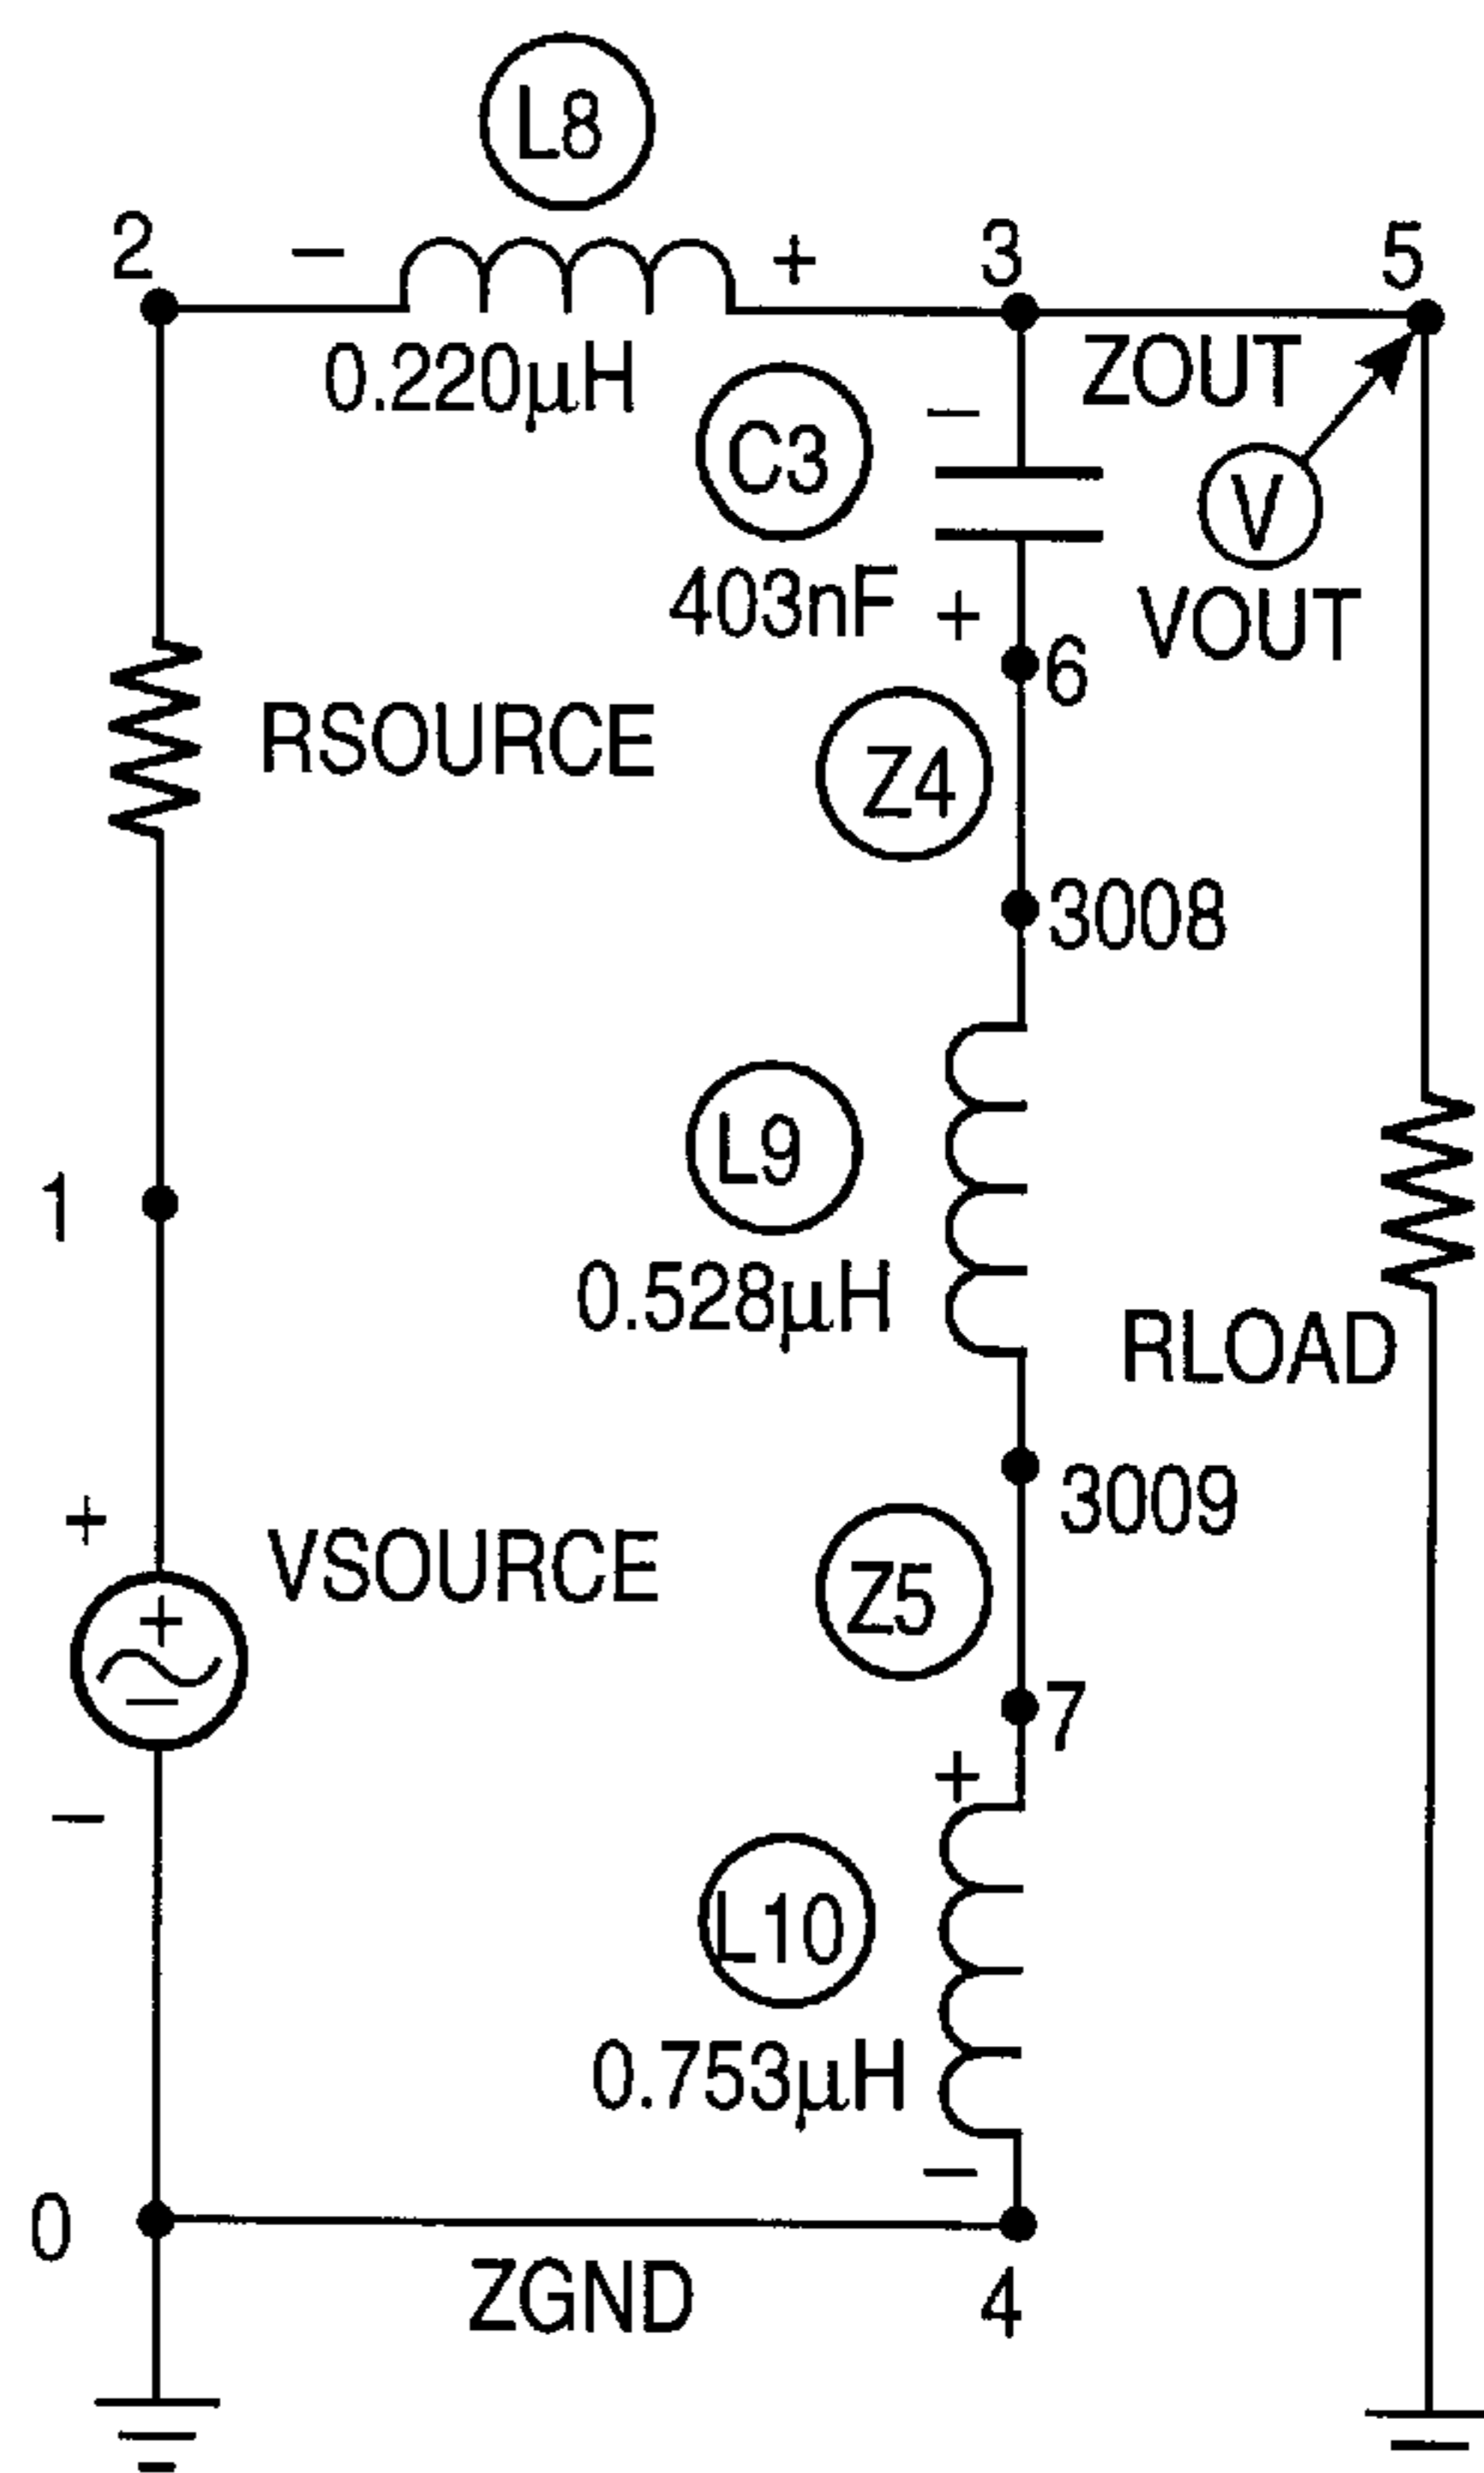 L8
2
−
+
3
5
0.220µH
ZOUT
−
C3
V
403nF
+
VOUT
6
RSOURCE
Z4
3008
L9
1
0.528µH
RLOAD
3009
+
VSOURCE
Z5
+
−
7
+
−
L10
0.753µH
−
0
ZGND
4